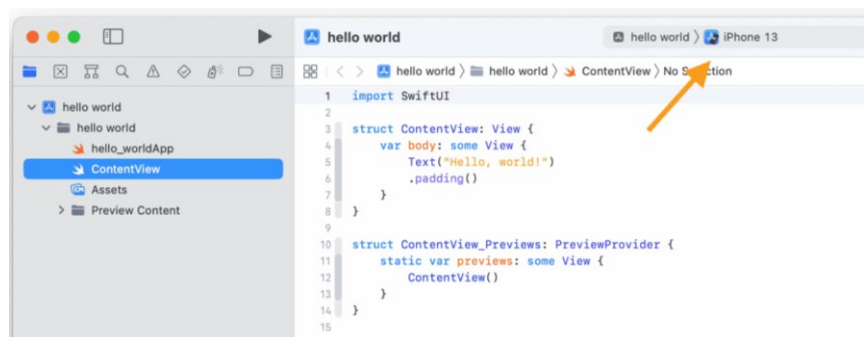 hello world
hello world 〉 iPhone 13
hello world 〉 hello world 〉 ContentView 〉 No Selection
hello world
hello world
hello_worldApp
ContentView
Assets
Preview Content
1 import SwiftUI
2
3 struct ContentView: View {
4 var body: some View {
5 Text("Hello, world!")
6 .padding()
7 }
8 }
9
10 struct ContentView_Previews: PreviewProvider {
11 static var previews: some View {
12 ContentView()
13 }
14 }
15